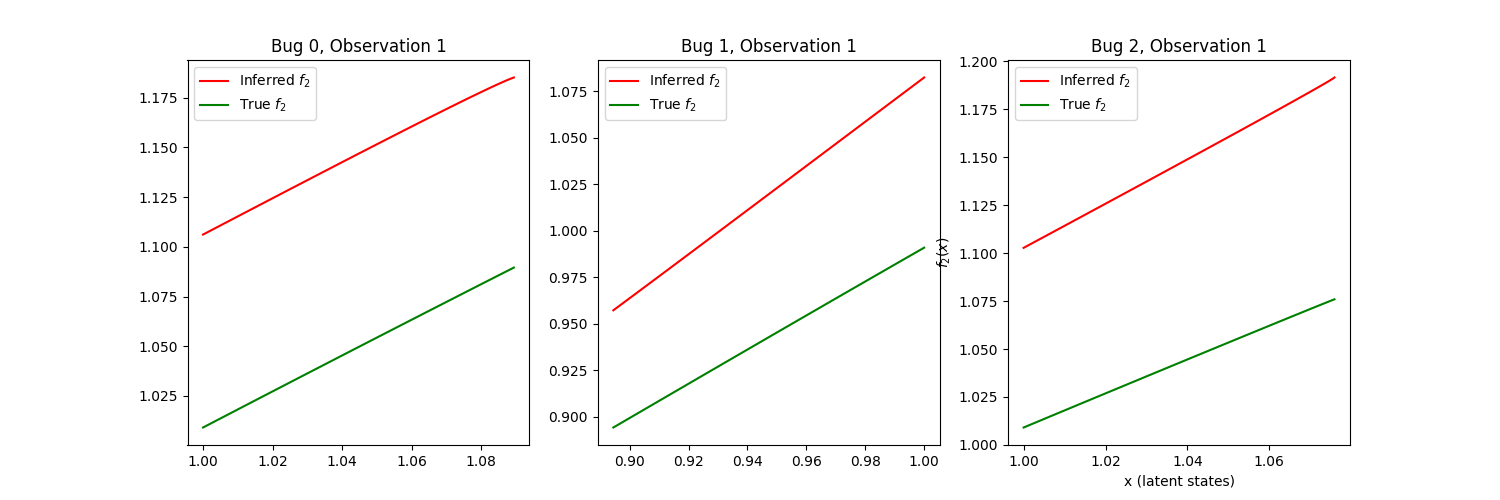 Bug 0, Observation 1
Inferred f₂
True f₂
1.175
1.150
1.125
1.100
1.075
1.050
1.025
1.00 1.02 1.04 1.06 1.08
Bug 1, Observation 1
Inferred f₂
True f₂
1.075
1.050
1.025
1.000
0.975
0.950
0.925
0.900
0.90 0.92 0.94 0.96 0.98 1.00
Bug 2, Observation 1
Inferred f₂
True f₂
f₂(x)
1.200
1.175
1.150
1.125
1.100
1.075
1.050
1.025
1.000
1.00 1.02 1.04 1.06
x (latent states)